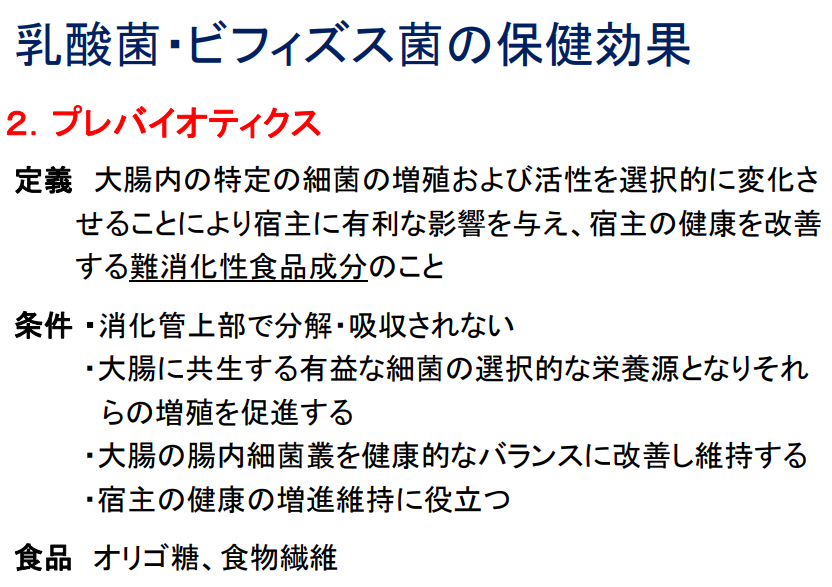 乳酸菌・ビフィズス菌の保健効果
２．プレバイオティクス
定義　大腸内の特定の細菌の増殖および活性を選択的に変化さ
せることにより宿主に有利な影響を与え、宿主の健康を改善
する難消化性食品成分のこと
条件 ・消化管上部で分解・吸収されない
・大腸に共生する有益な細菌の選択的な栄養源となりそれ
らの増殖を促進する
・大腸の腸内細菌叢を健康的なバランスに改善し維持する
・宿主の健康の増進維持に役立つ
食品　オリゴ糖、食物繊維